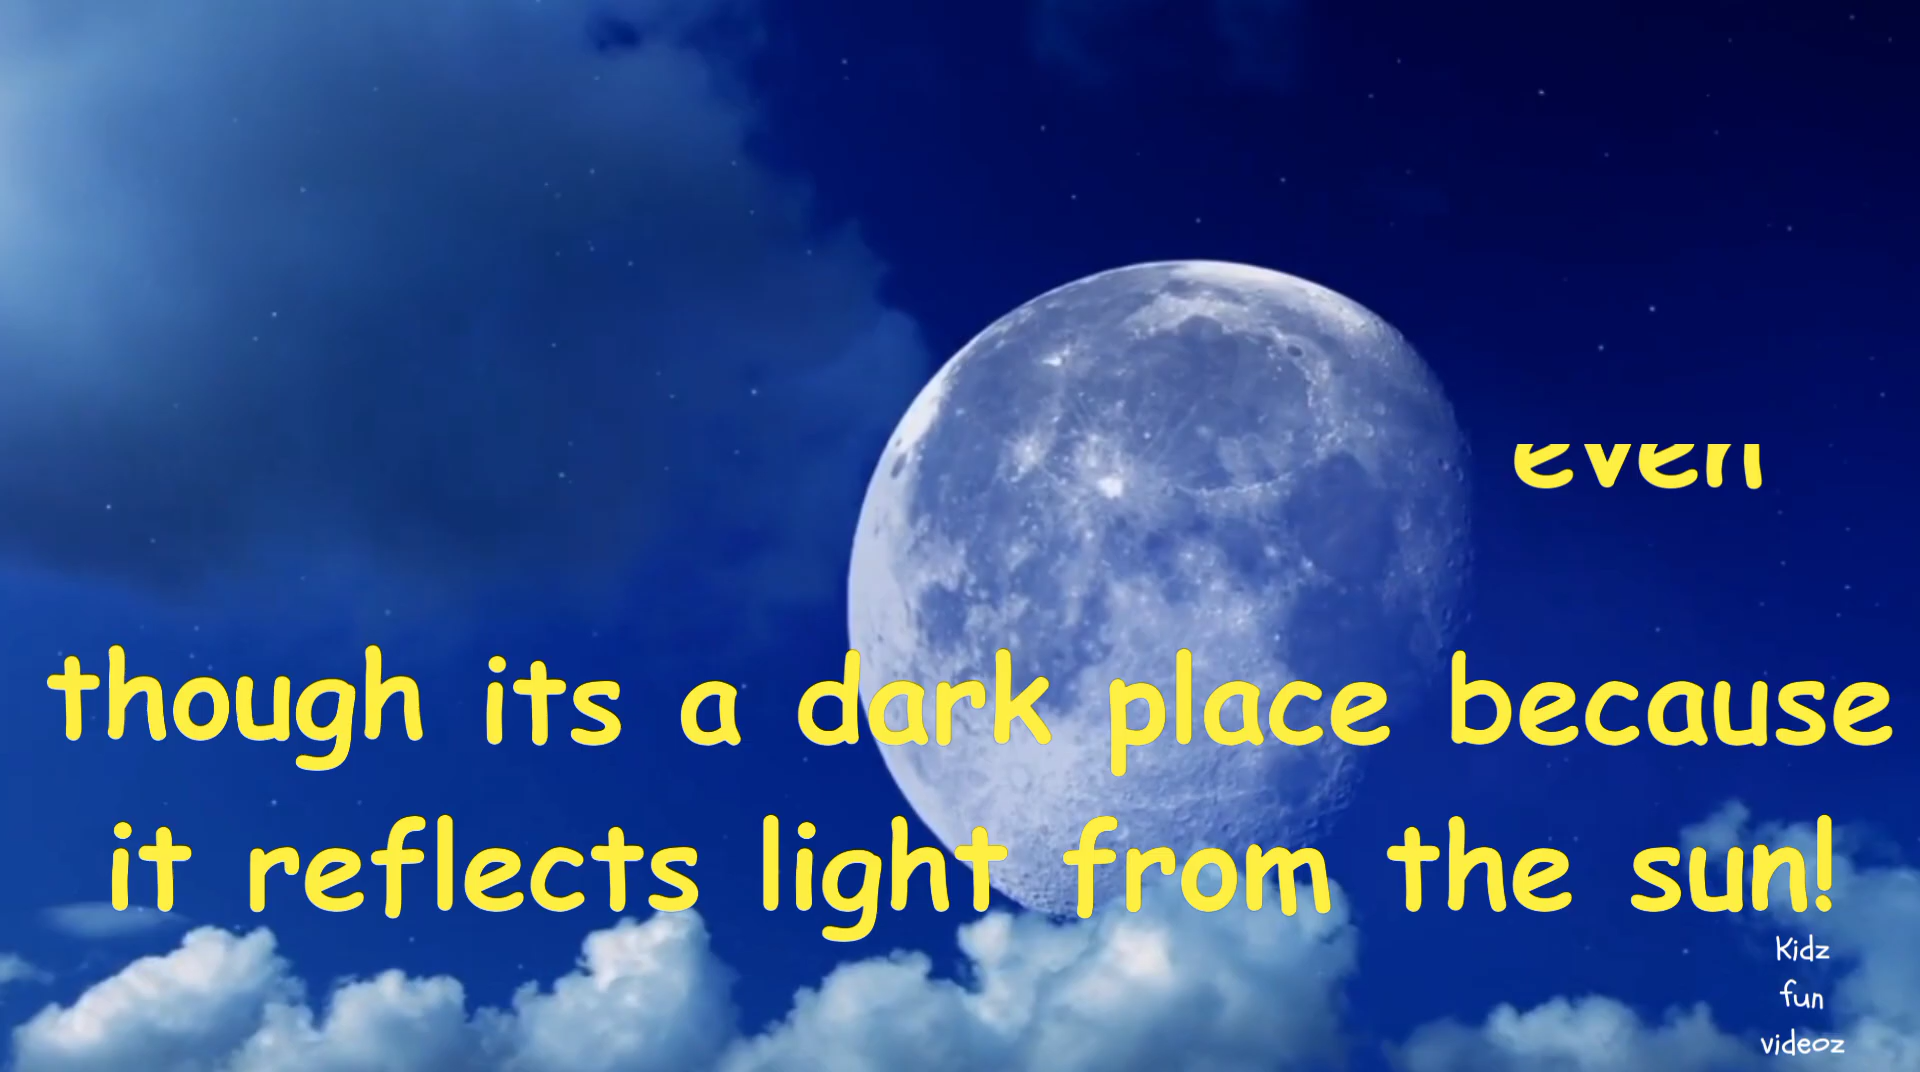 even
though its a dark place because
it reflects light from the sun!
Kidz
fun
videoz